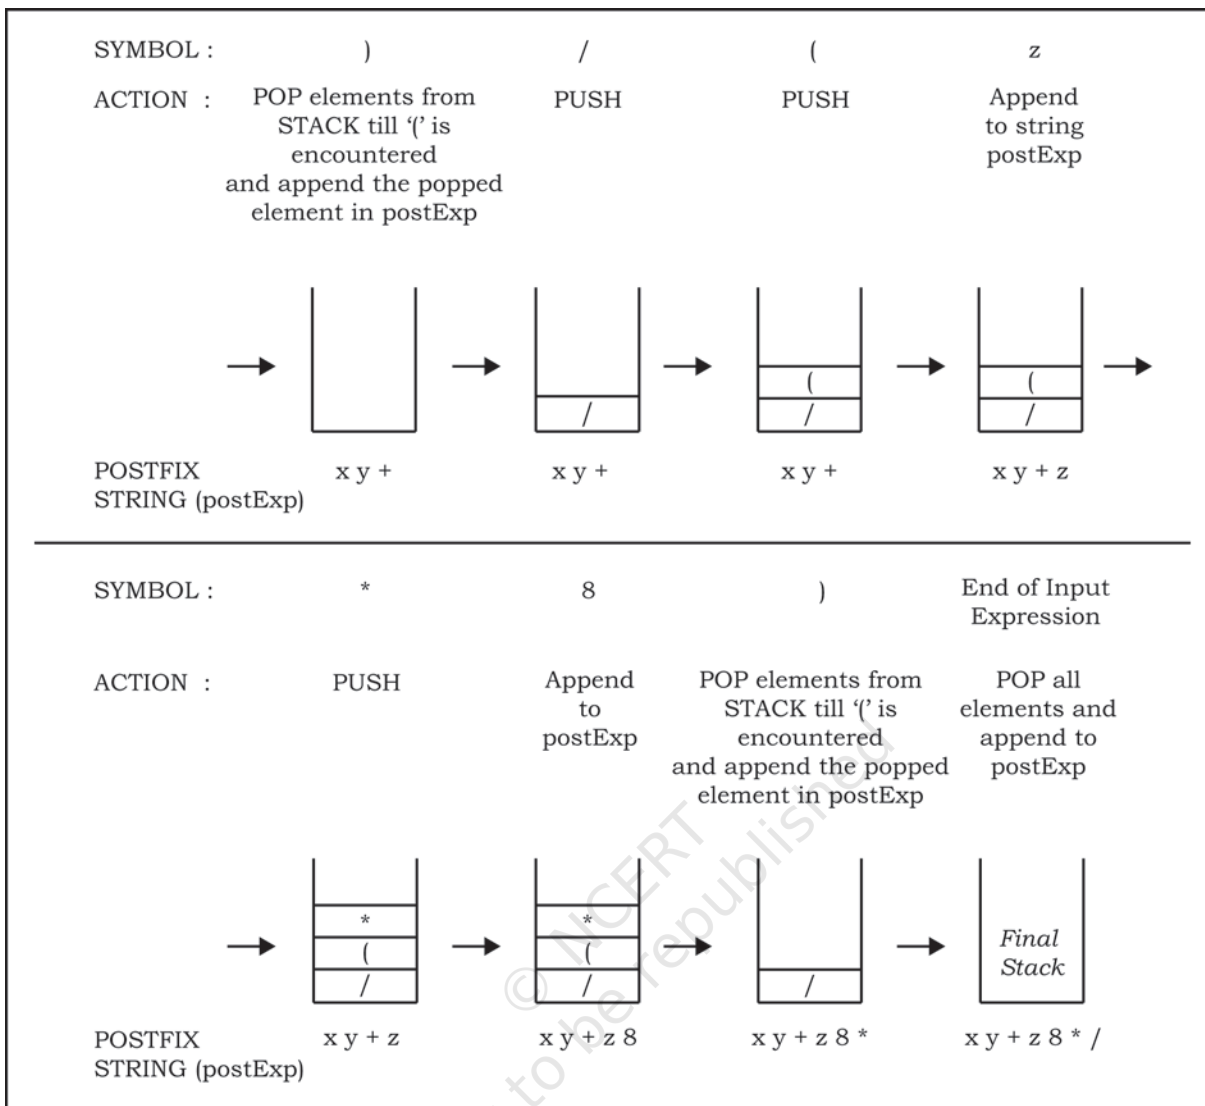 SYMBOL : ) / ( z
ACTION : POP elements from STACK till ‘(’ is encountered and append the popped element in postExp
PUSH
PUSH
Append to string postExp
/
(
/
(
/
POSTFIX STRING (postExp) x y + x y + x y + x y + z
SYMBOL : * 8 ) End of Input Expression
ACTION : PUSH
Append to postExp
POP elements from STACK till ‘(’ is encountered and append the popped element in postExp
POP all elements and append to postExp
*
(
/
*
(
/
/
Final Stack
POSTFIX STRING (postExp) x y + z x y + z 8 x y + z 8 * x y + z 8 * /
© NCERT
to be republished